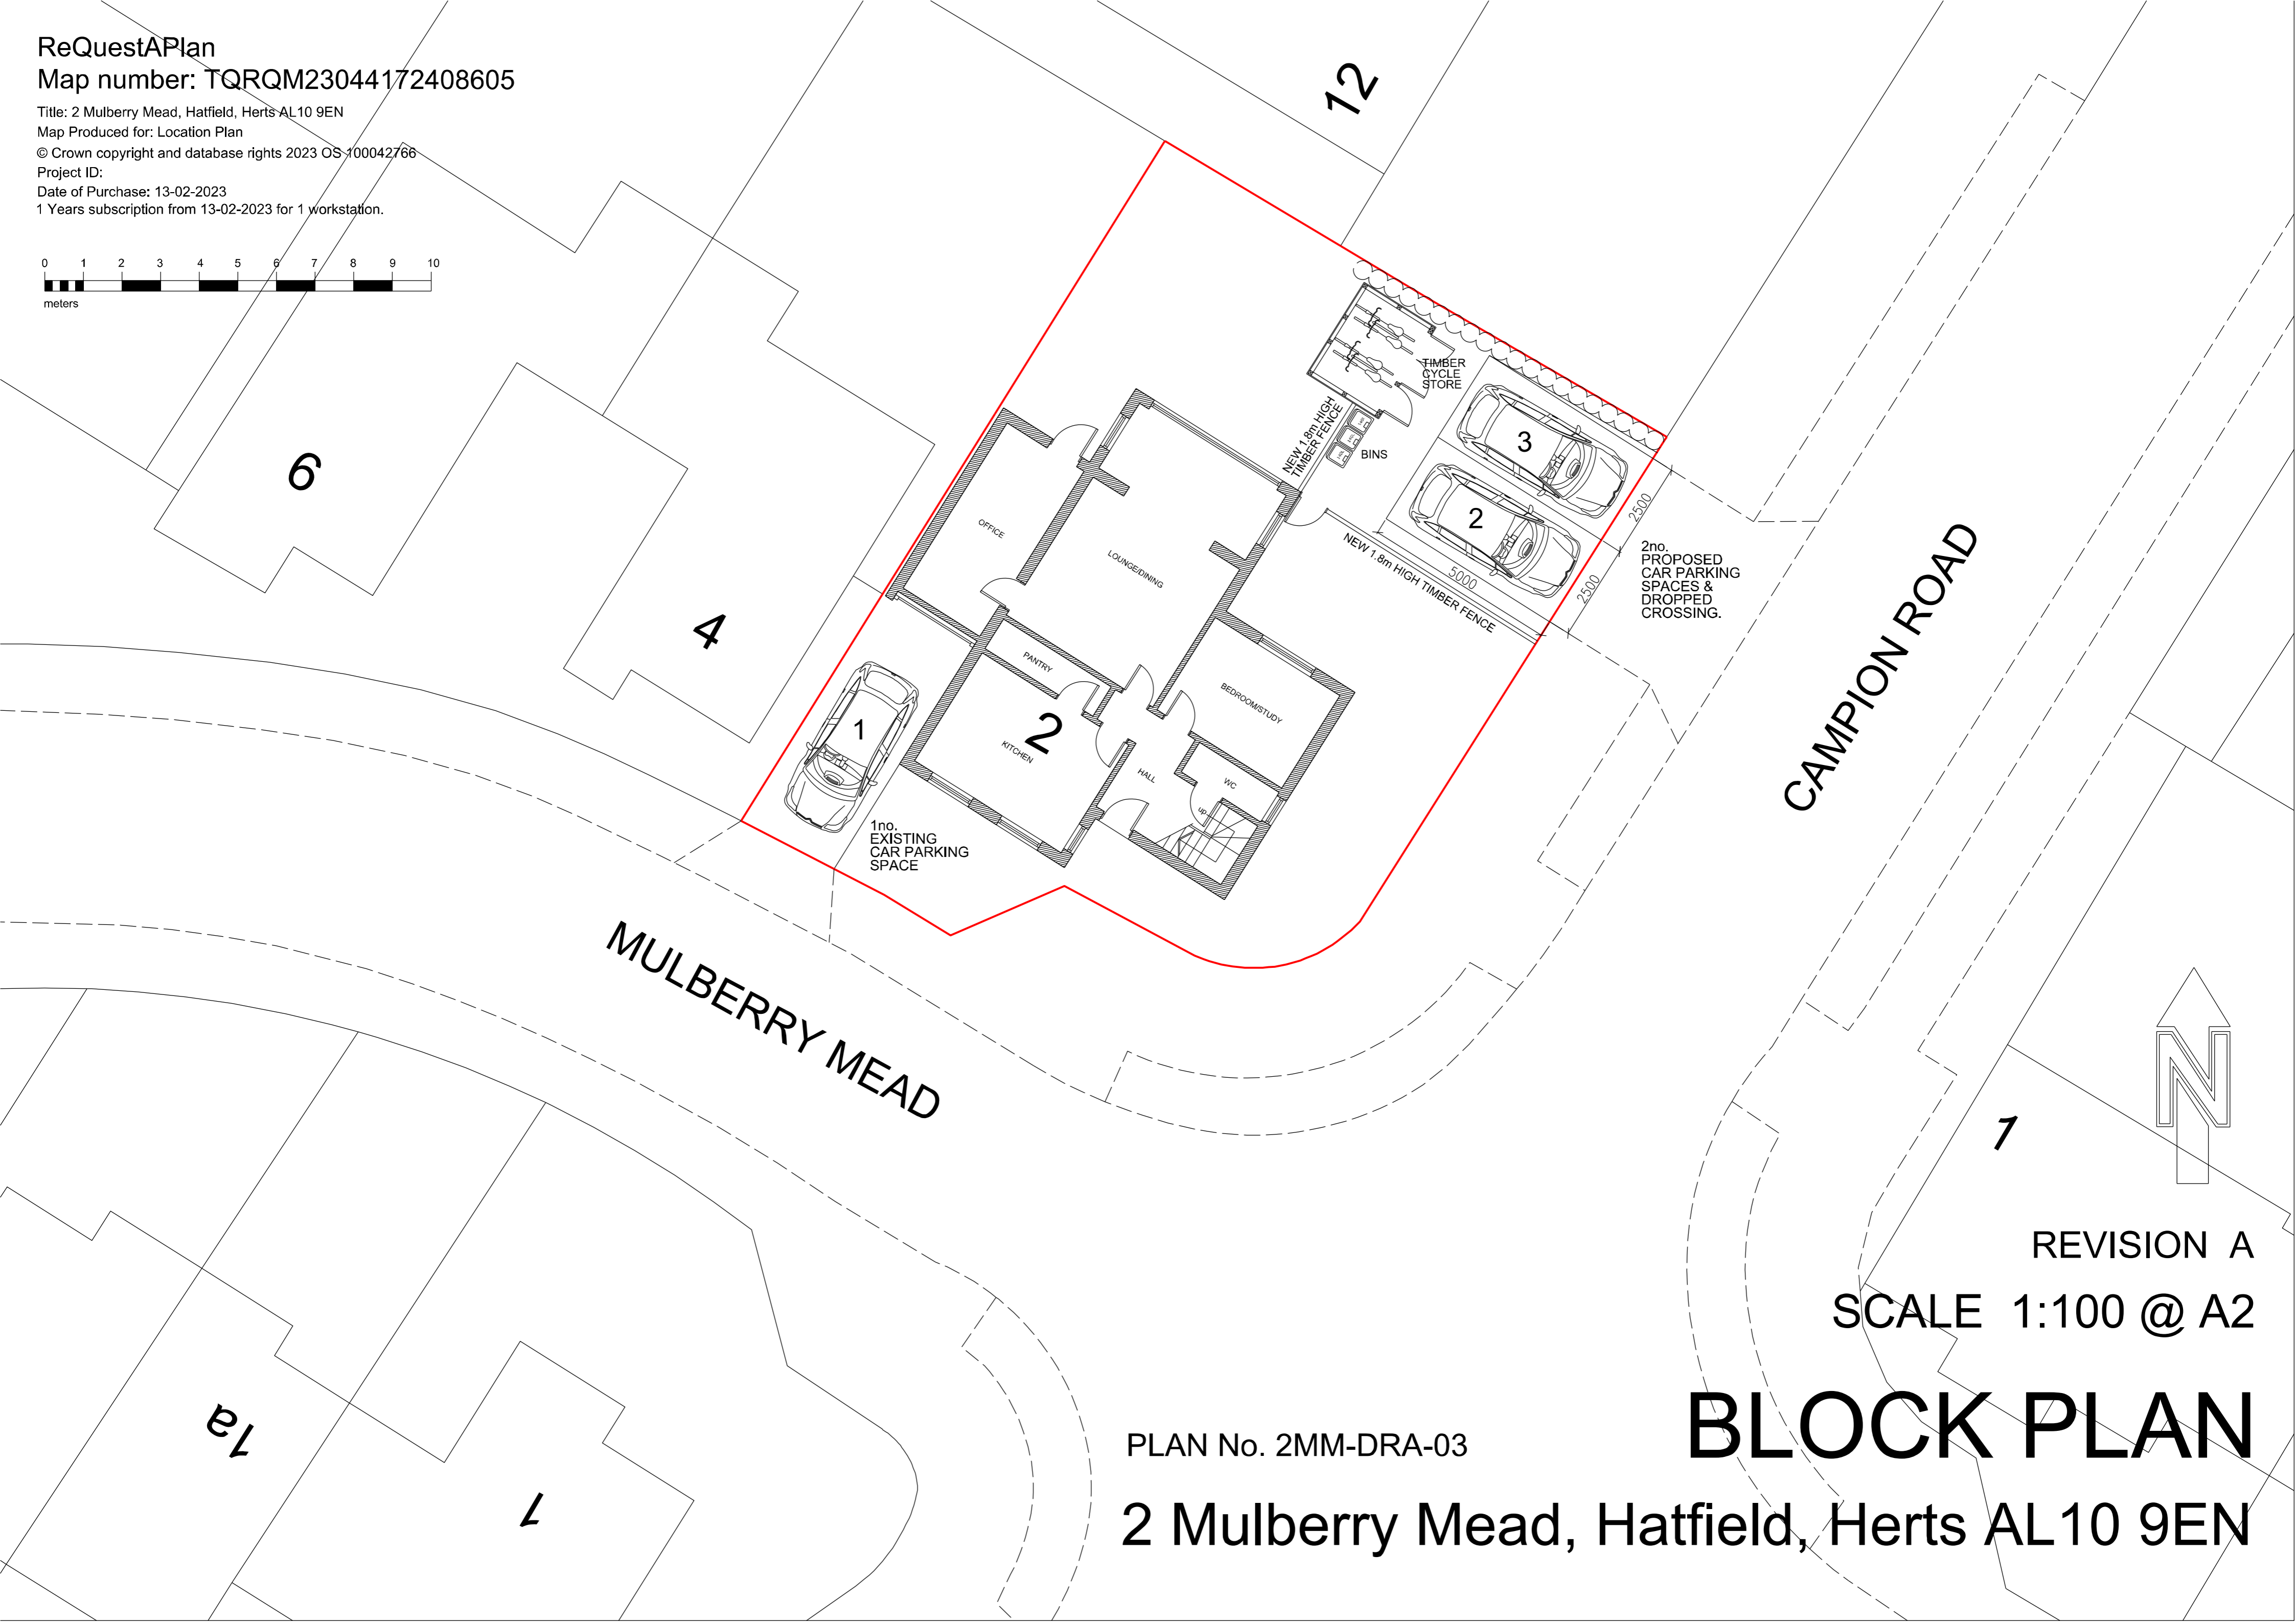 ReQuestAPlan
Map number: TQRQM23044172408605
Title: 2 Mulberry Mead, Hatfield, Herts AL10 9EN
Map Produced for: Location Plan
© Crown copyright and database rights 2023 OS 100042766
Project ID:
Date of Purchase: 13-02-2023
1 Years subscription from 13-02-2023 for 1 workstation.
0 1 2 3 4 5 6 7 8 9 10
meters
12
6
4
TIMBER
CYCLE
STORE
NEW 1.8m HIGH
TIMBER FENCE
BINS
3
2
2500
2500
5000
NEW 1.8m HIGH TIMBER FENCE
2no.
PROPOSED
CAR PARKING
SPACES &
DROPPED
CROSSING.
OFFICE
LOUNGE/DINING
PANTRY
KITCHEN
2
BEDROOM/STUDY
HALL
WC
up
1
1no.
EXISTING
CAR PARKING
SPACE
CAMPION ROAD
MULBERRY MEAD
1
N
1a
1
REVISION A
SCALE 1:100 @ A2
BLOCK PLAN
PLAN No. 2MM-DRA-03
2 Mulberry Mead, Hatfield, Herts AL10 9EN